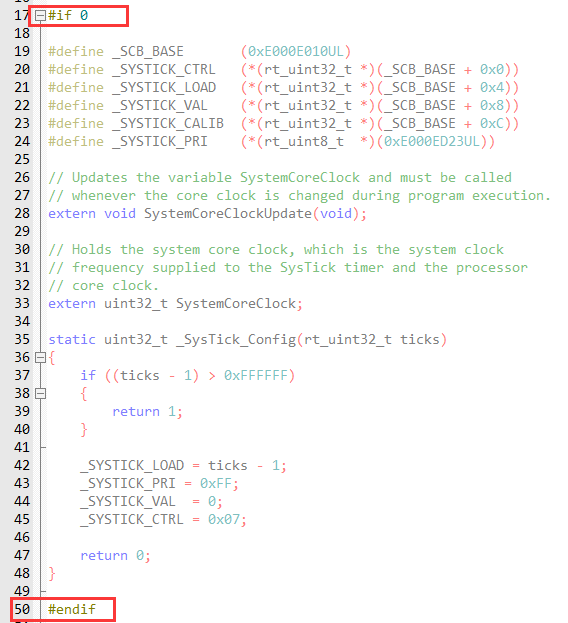 17 #if 0
18
19 #define _SCB_BASE       (0xE000E010UL)
20 #define _SYSTICK_CTRL   (*(rt_uint32_t *)(_SCB_BASE + 0x0))
21 #define _SYSTICK_LOAD   (*(rt_uint32_t *)(_SCB_BASE + 0x4))
22 #define _SYSTICK_VAL    (*(rt_uint32_t *)(_SCB_BASE + 0x8))
23 #define _SYSTICK_CALIB  (*(rt_uint32_t *)(_SCB_BASE + 0xC))
24 #define _SYSTICK_PRI    (*(rt_uint8_t  *)(0xE000ED23UL))
25
26 // Updates the variable SystemCoreClock and must be called
27 // whenever the core clock is changed during program execution.
28 extern void SystemCoreClockUpdate(void);
29
30 // Holds the system core clock, which is the system clock
31 // frequency supplied to the SysTick timer and the processor
32 // core clock.
33 extern uint32_t SystemCoreClock;
34
35 static uint32_t _SysTick_Config(rt_uint32_t ticks)
36 {
37     if ((ticks - 1) > 0xFFFFFF)
38     {
39         return 1;
40     }
41
42     _SYSTICK_LOAD = ticks - 1;
43     _SYSTICK_PRI = 0xFF;
44     _SYSTICK_VAL  = 0;
45     _SYSTICK_CTRL = 0x07;
46
47     return 0;
48 }
49
50 #endif